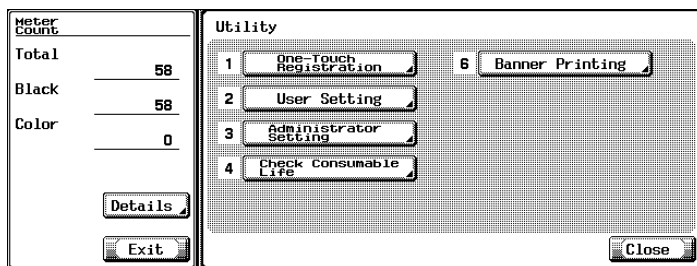 Meter
Count
Total
58
Black
58
Color
0
Details
Exit
Utility
1 One-Touch
Registration
2 User Setting
3 Administrator
Setting
4 Check Consumable
Life
6 Banner Printing
Close